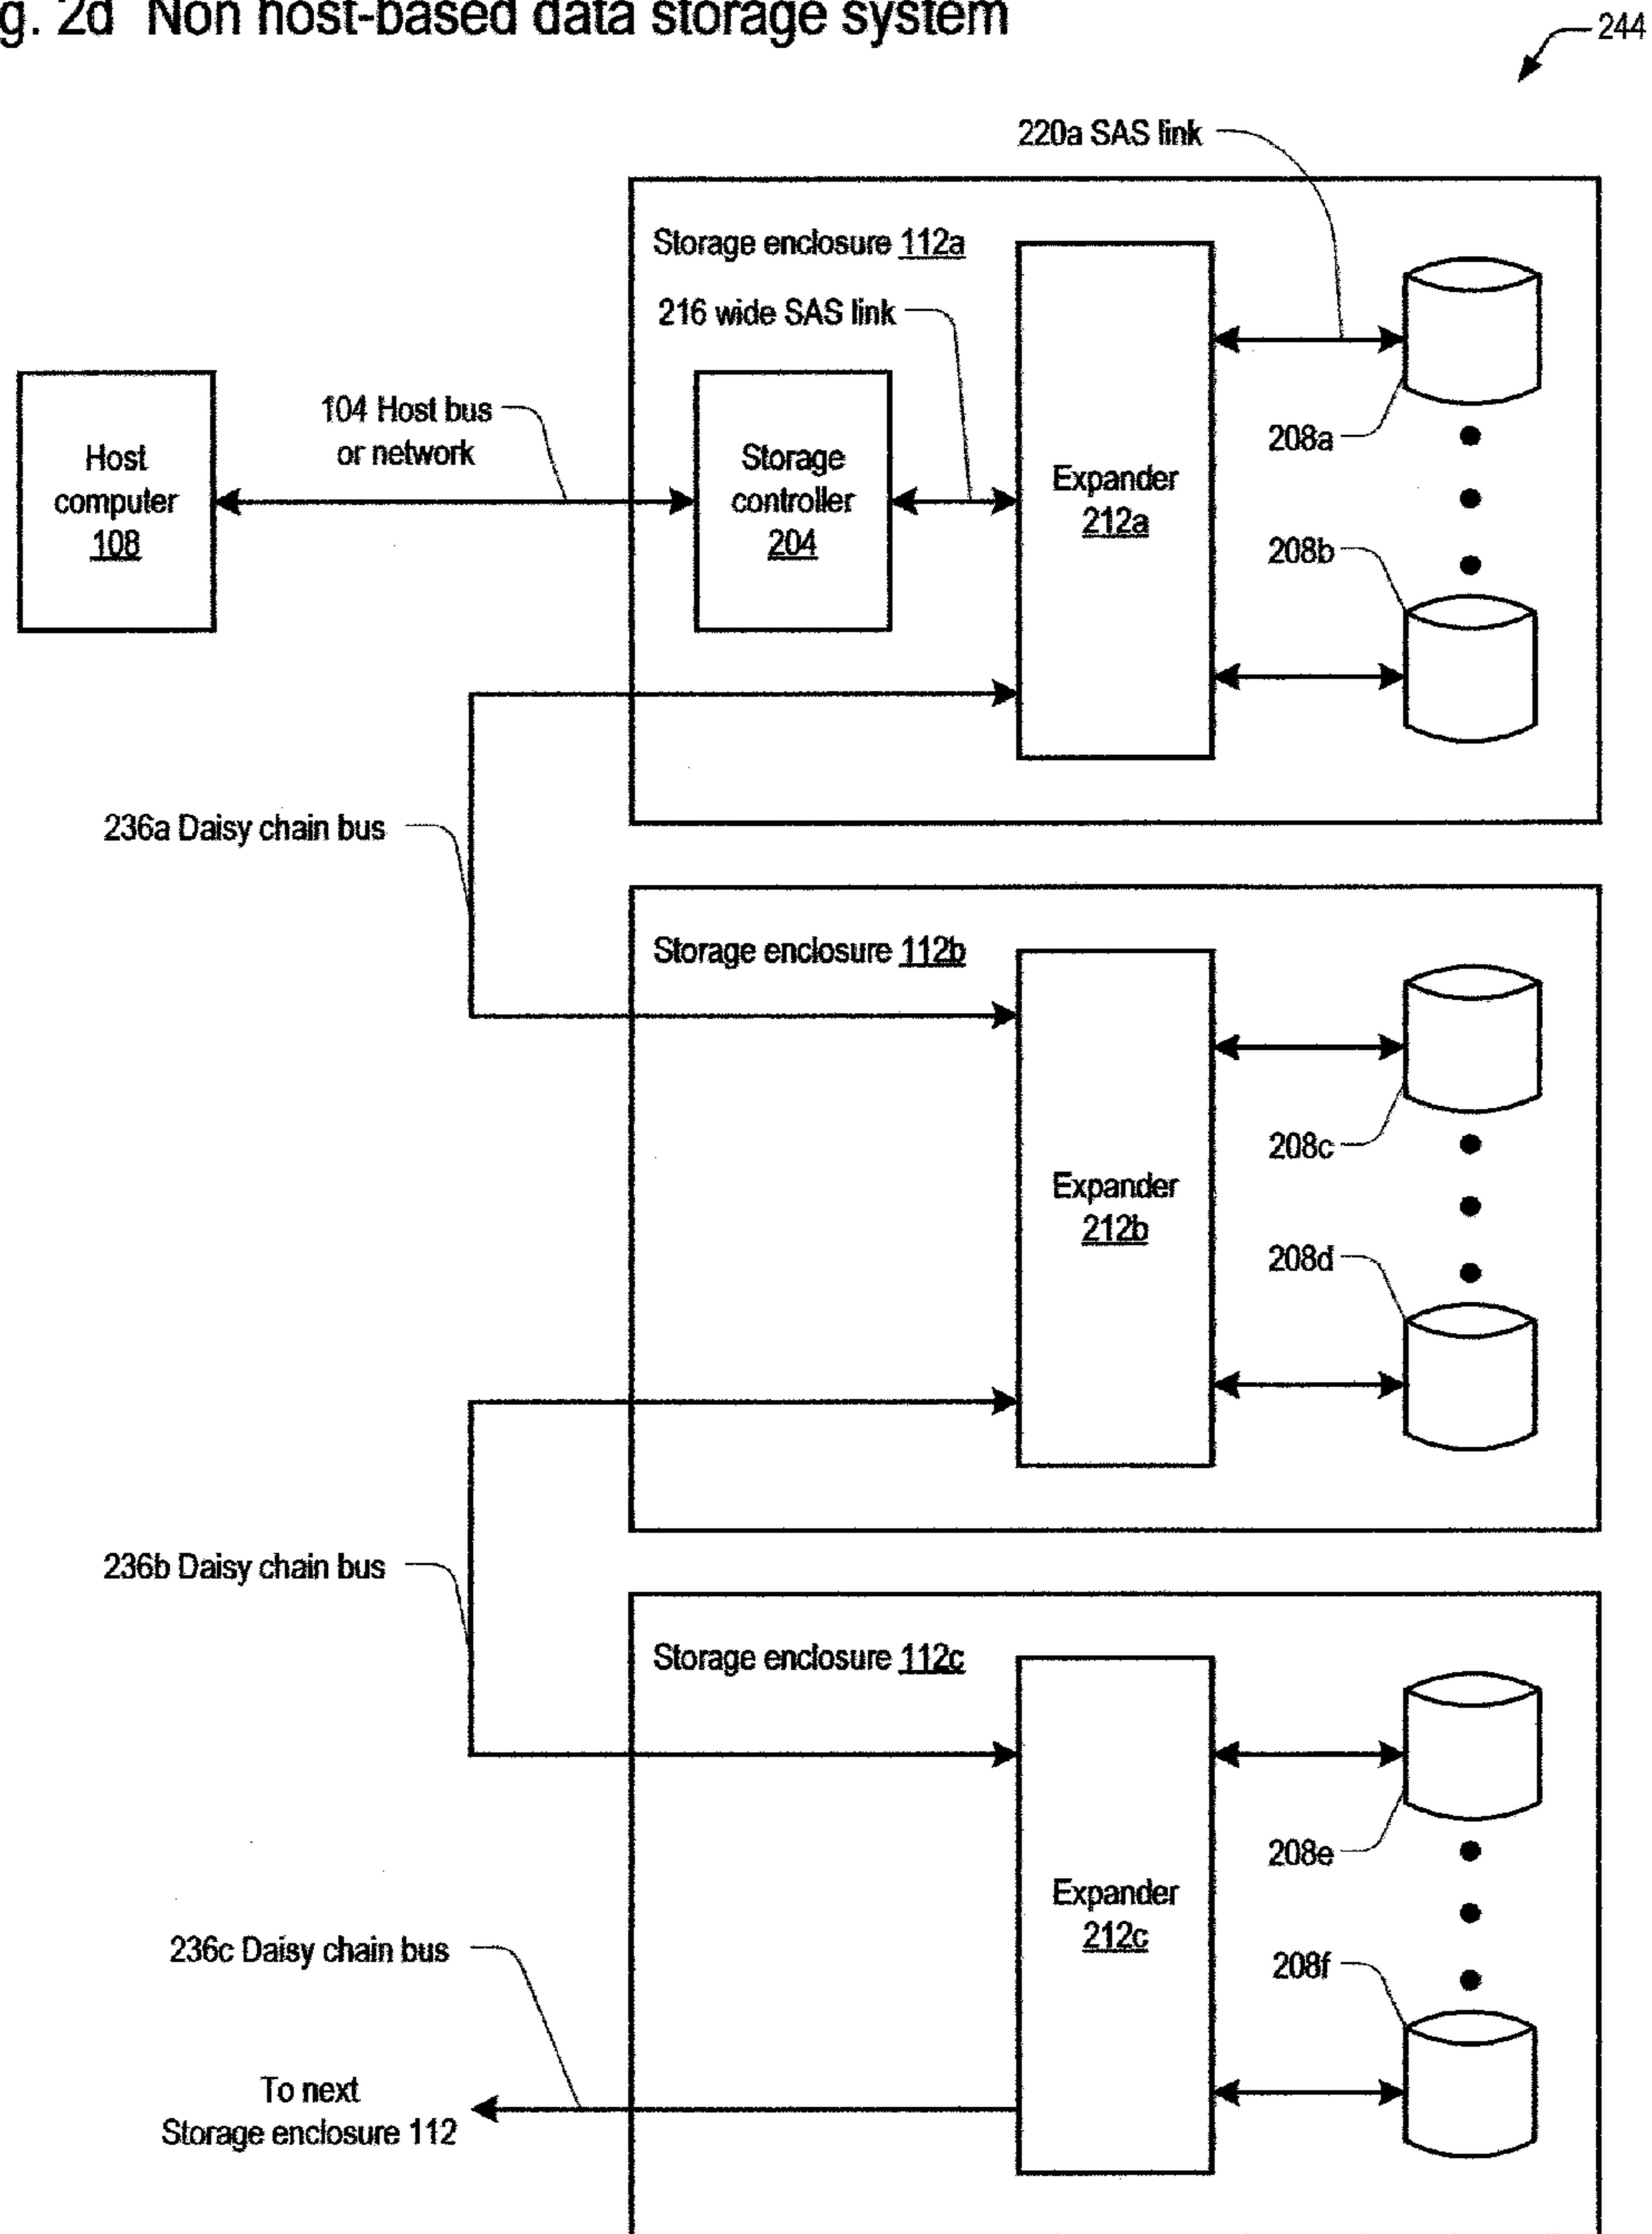 g. 2d Non host-based data storage system
244
220a SAS link
Storage enclosure 112a
216 wide SAS link
104 Host bus
or network
Host
computer
108
Storage
controller
204
Expander
212a
208a
208b
236a Daisy chain bus
Storage enclosure 112b
Expander
212b
208c
208d
236b Daisy chain bus
Storage enclosure 112c
Expander
212c
208e
208f
236c Daisy chain bus
To next
Storage enclosure 112